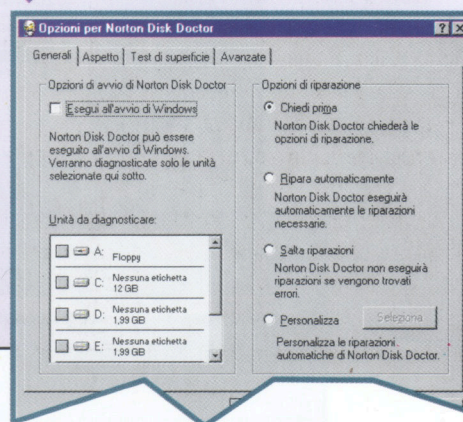 Opzioni per Norton Disk Doctor
Generali Aspetto Test di superficie Avanzate
Opzioni di avvio di Norton Disk Doctor
Esegui all'avvio di Windows
Norton Disk Doctor può essere
eseguito all'avvio di Windows.
Verranno diagnosticate solo le unità
selezionate qui sotto.
Unità da diagnosticare:
A: Floppy
C: Nessuna etichetta
12 GB
D: Nessuna etichetta
1,99 GB
E: Nessuna etichetta
1,99 GB
Opzioni di riparazione
Chiedi prima
Norton Disk Doctor chiederà le
opzioni di riparazione.
Ripara automaticamente
Norton Disk Doctor eseguirà
automaticamente le riparazioni
necessarie.
Salta riparazioni
Norton Disk Doctor non eseguirà
riparazioni se vengono trovati
errori.
Personalizza Seleziona
Personalizza le riparazioni
automatiche di Norton Disk Doctor.